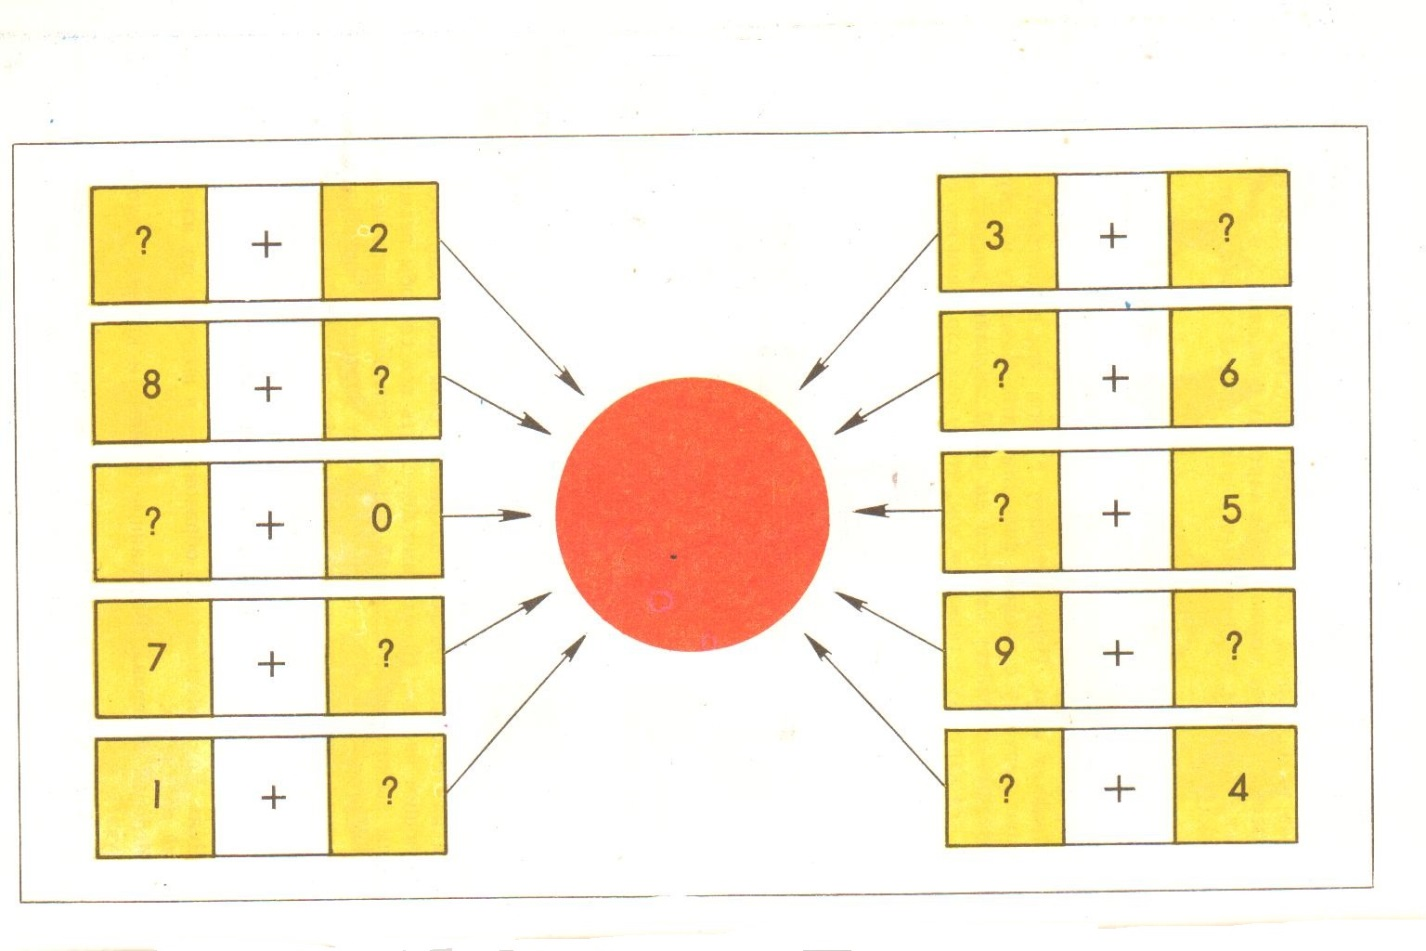 ? + 2
8 + ?
? + 0
7 + ?
1 + ?
3 + ?
? + 6
? + 5
9 + ?
? + 4